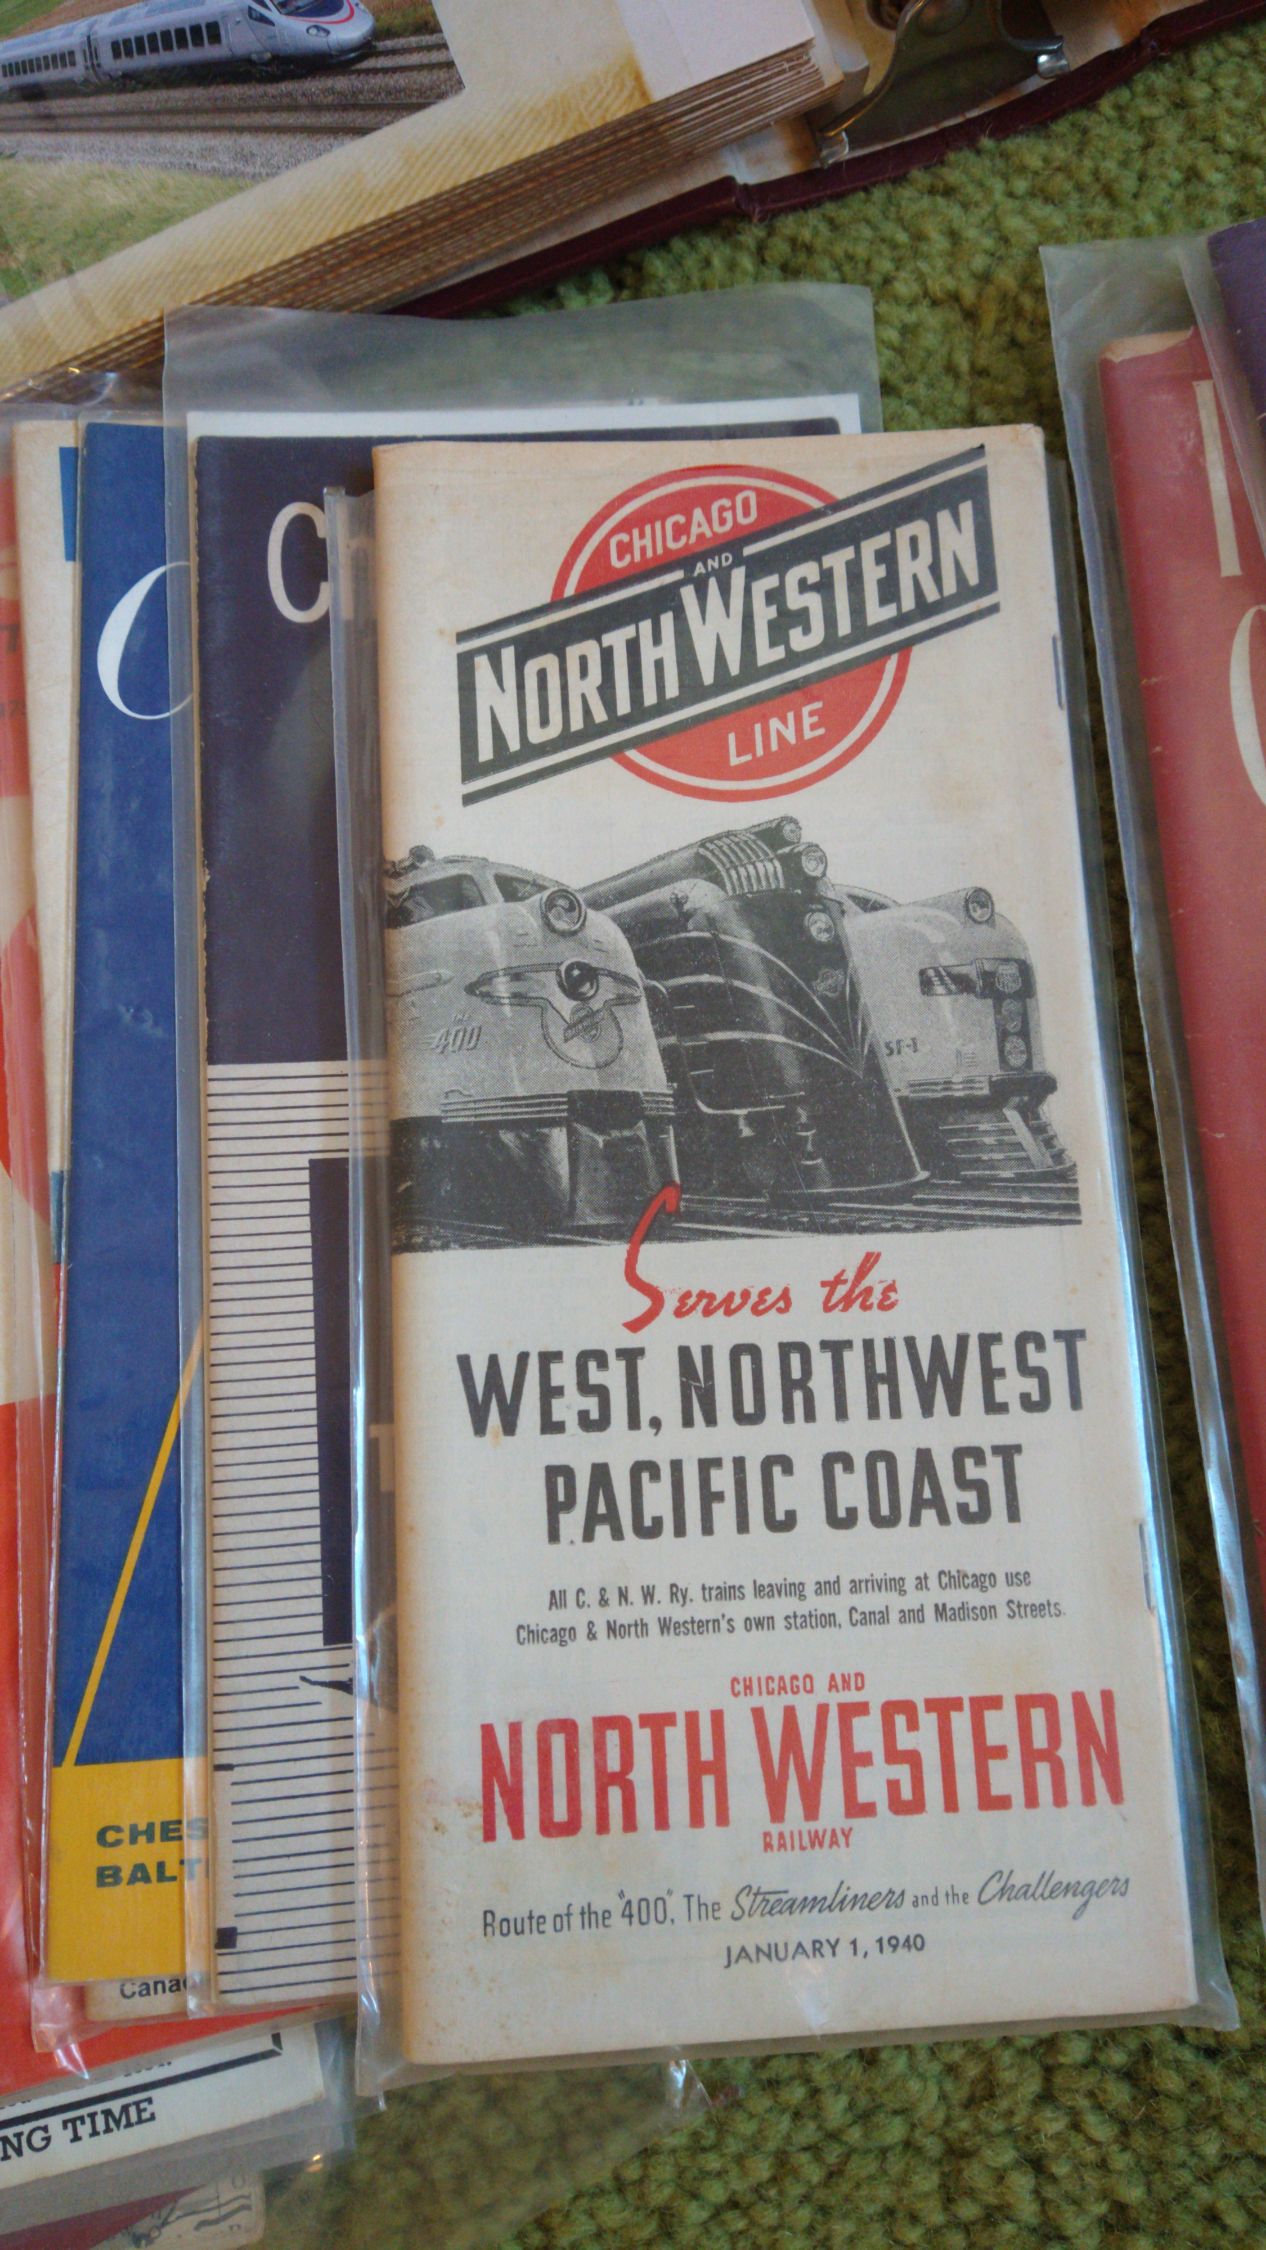 CHICAGO
AND
NORTH WESTERN
LINE
THE
400
SF-1
Serves the
WEST, NORTHWEST
PACIFIC COAST
All C. & N. W. Ry. trains leaving and arriving at Chicago use
Chicago & North Western's own station, Canal and Madison Streets.
CHICAGO AND
NORTH WESTERN
RAILWAY
Route of the "400", The Streamliners and the Challengers
JANUARY 1, 1940
C
C
CHES
BALT
Cana
NG TIME